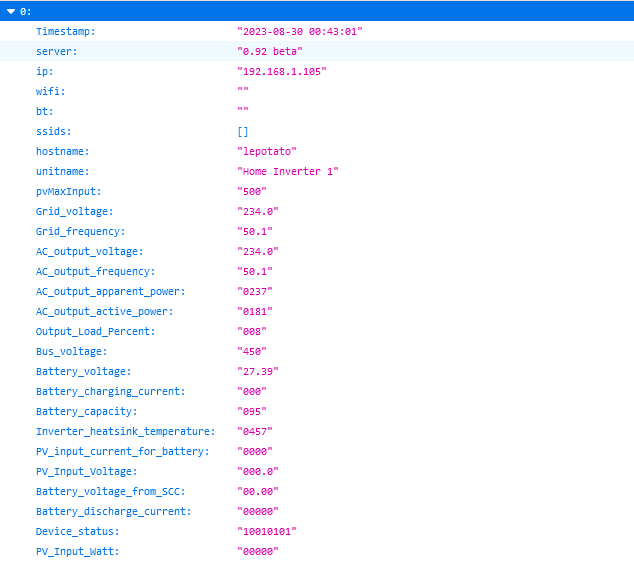 0:
Timestamp: "2023-08-30 00:43:01"
server: "0.92 beta"
ip: "192.168.1.105"
wifi: ""
bt: ""
ssids: []
hostname: "lepotato"
unitname: "Home Inverter 1"
pvMaxInput: "500"
Grid_voltage: "234.0"
Grid_frequency: "50.1"
AC_output_voltage: "234.0"
AC_output_frequency: "50.1"
AC_output_apparent_power: "0237"
AC_output_active_power: "0181"
Output_Load_Percent: "008"
Bus_voltage: "450"
Battery_voltage: "27.39"
Battery_charging_current: "000"
Battery_capacity: "095"
Inverter_heatsink_temperature: "0457"
PV_input_current_for_battery: "0000"
PV_Input_Voltage: "000.0"
Battery_voltage_from_SCC: "00.00"
Battery_discharge_current: "00000"
Device_status: "10010101"
PV_Input_Watt: "00000"